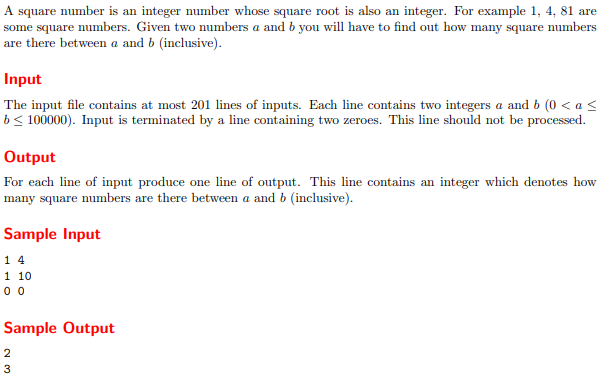 A square number is an integer number whose square root is also an integer. For example 1, 4, 81 are
some square numbers. Given two numbers a and b you will have to find out how many square numbers
are there between a and b (inclusive).
Input
The input file contains at most 201 lines of inputs. Each line contains two integers a and b (0 < a ≤
b ≤ 100000). Input is terminated by a line containing two zeroes. This line should not be processed.
Output
For each line of input produce one line of output. This line contains an integer which denotes how
many square numbers are there between a and b (inclusive).
Sample Input
1 4
1 10
0 0
Sample Output
2
3